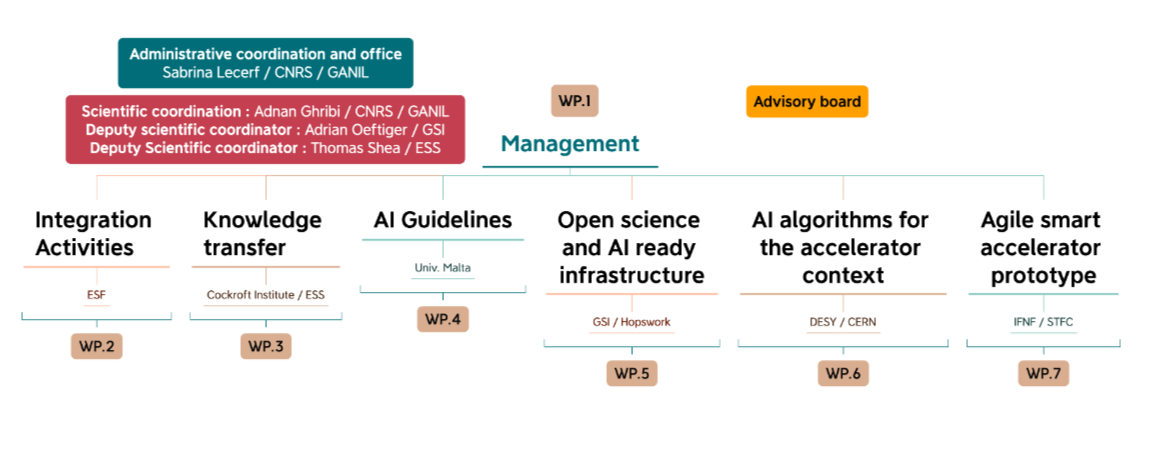 Administrative coordination and office
Sabrina Lecerf / CNRS / GANIL
Scientific coordination : Adnan Ghribi / CNRS / GANIL
Deputy scientific coordinator : Adrian Oeftiger / GSI
Deputy Scientific coordinator : Thomas Shea / ESS
WP.1
Management
Advisory board
Integration
Activities
ESF
WP.2
Knowledge
transfer
Cockroft Institute / ESS
WP.3
AI Guidelines
Univ. Malta
WP.4
Open science
and AI ready
infrastructure
GSI / Hopswork
WP.5
AI algorithms for
the accelerator
context
DESY / CERN
WP.6
Agile smart
accelerator
prototype
IFNF / STFC
WP.7